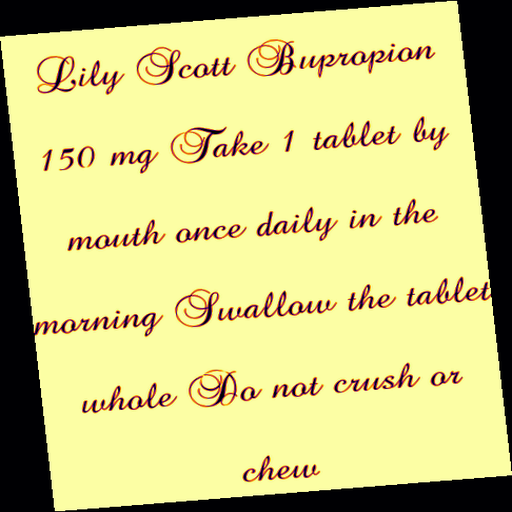 Lily Scott Bupropion
150 mg Take 1 tablet by
mouth once daily in the
morning Swallow the tablet
whole Do not crush or
chew